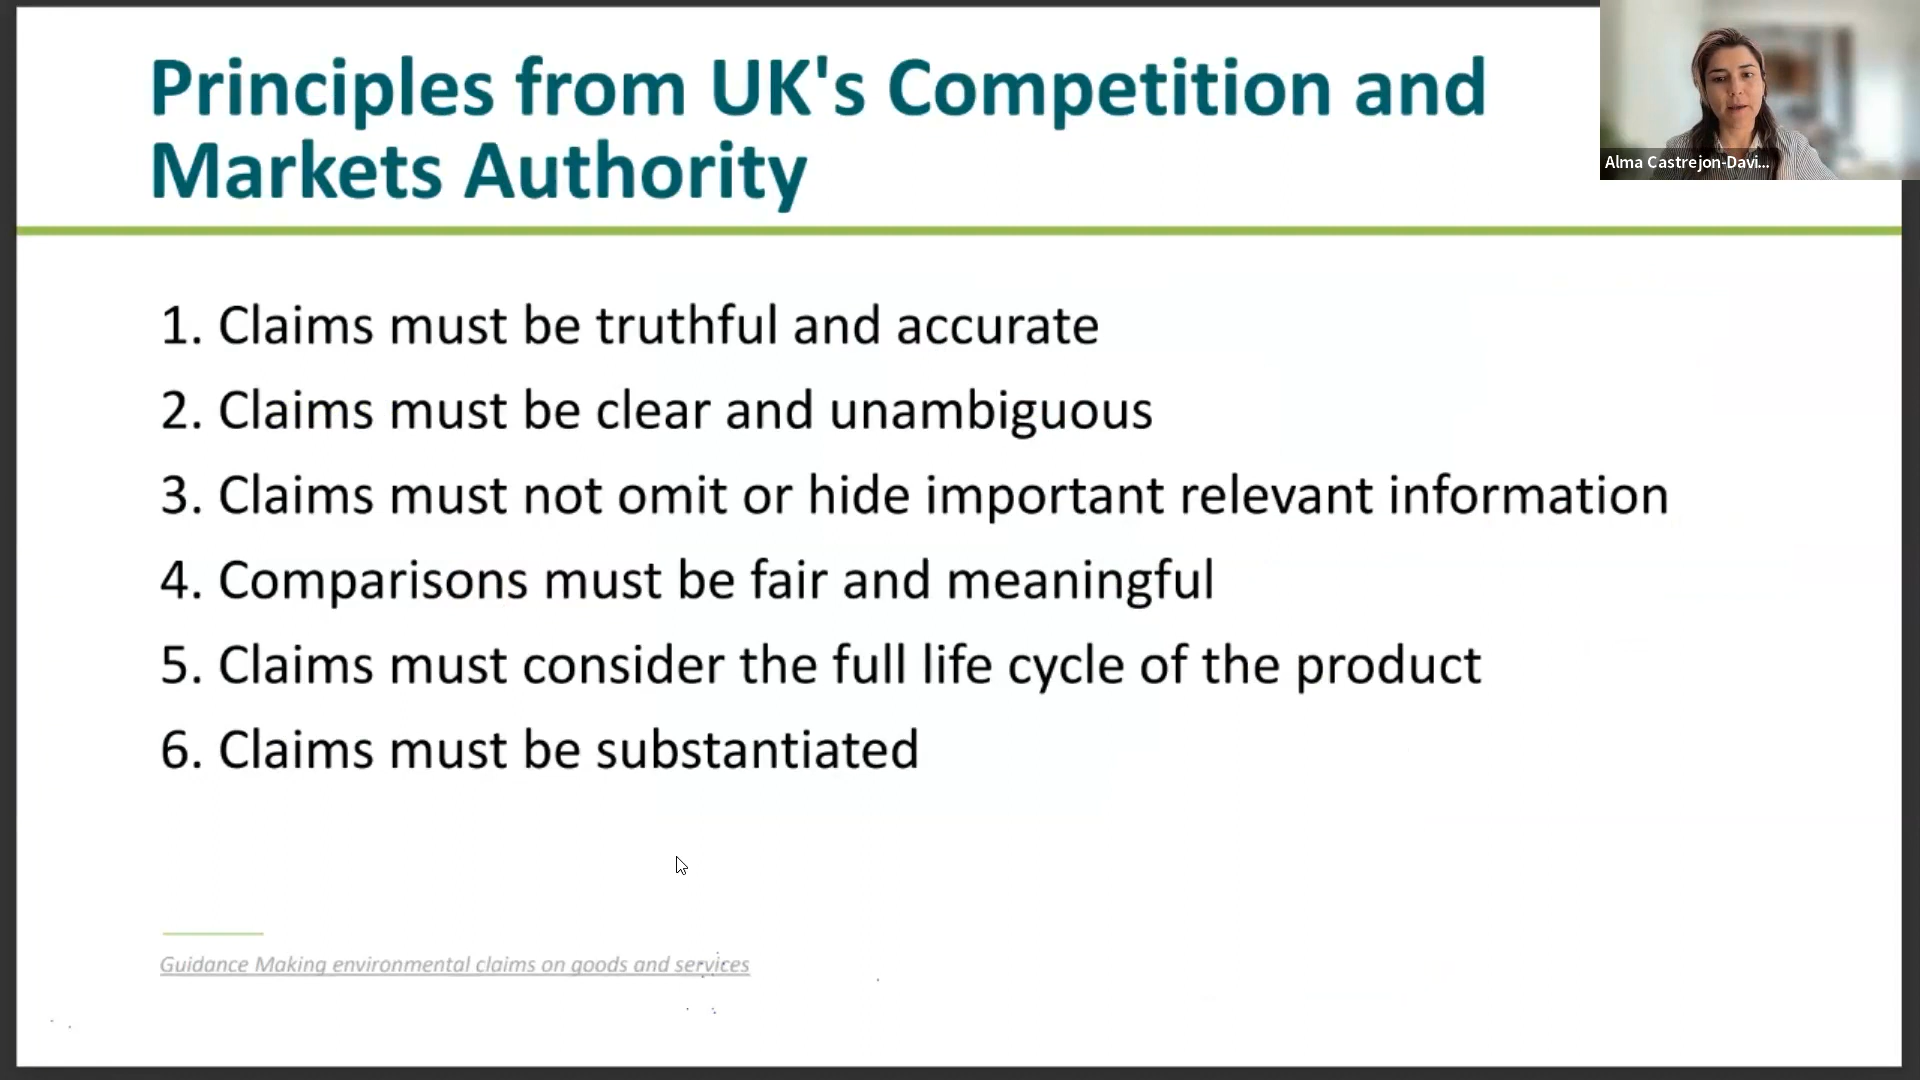 Principles from UK's Competition and
Markets Authority
Alma Castrejon-Davi...
1. Claims must be truthful and accurate
2. Claims must be clear and unambiguous
3. Claims must not omit or hide important relevant information
4. Comparisons must be fair and meaningful
5. Claims must consider the full life cycle of the product
6. Claims must be substantiated
Guidance Making environmental claims on goods and services